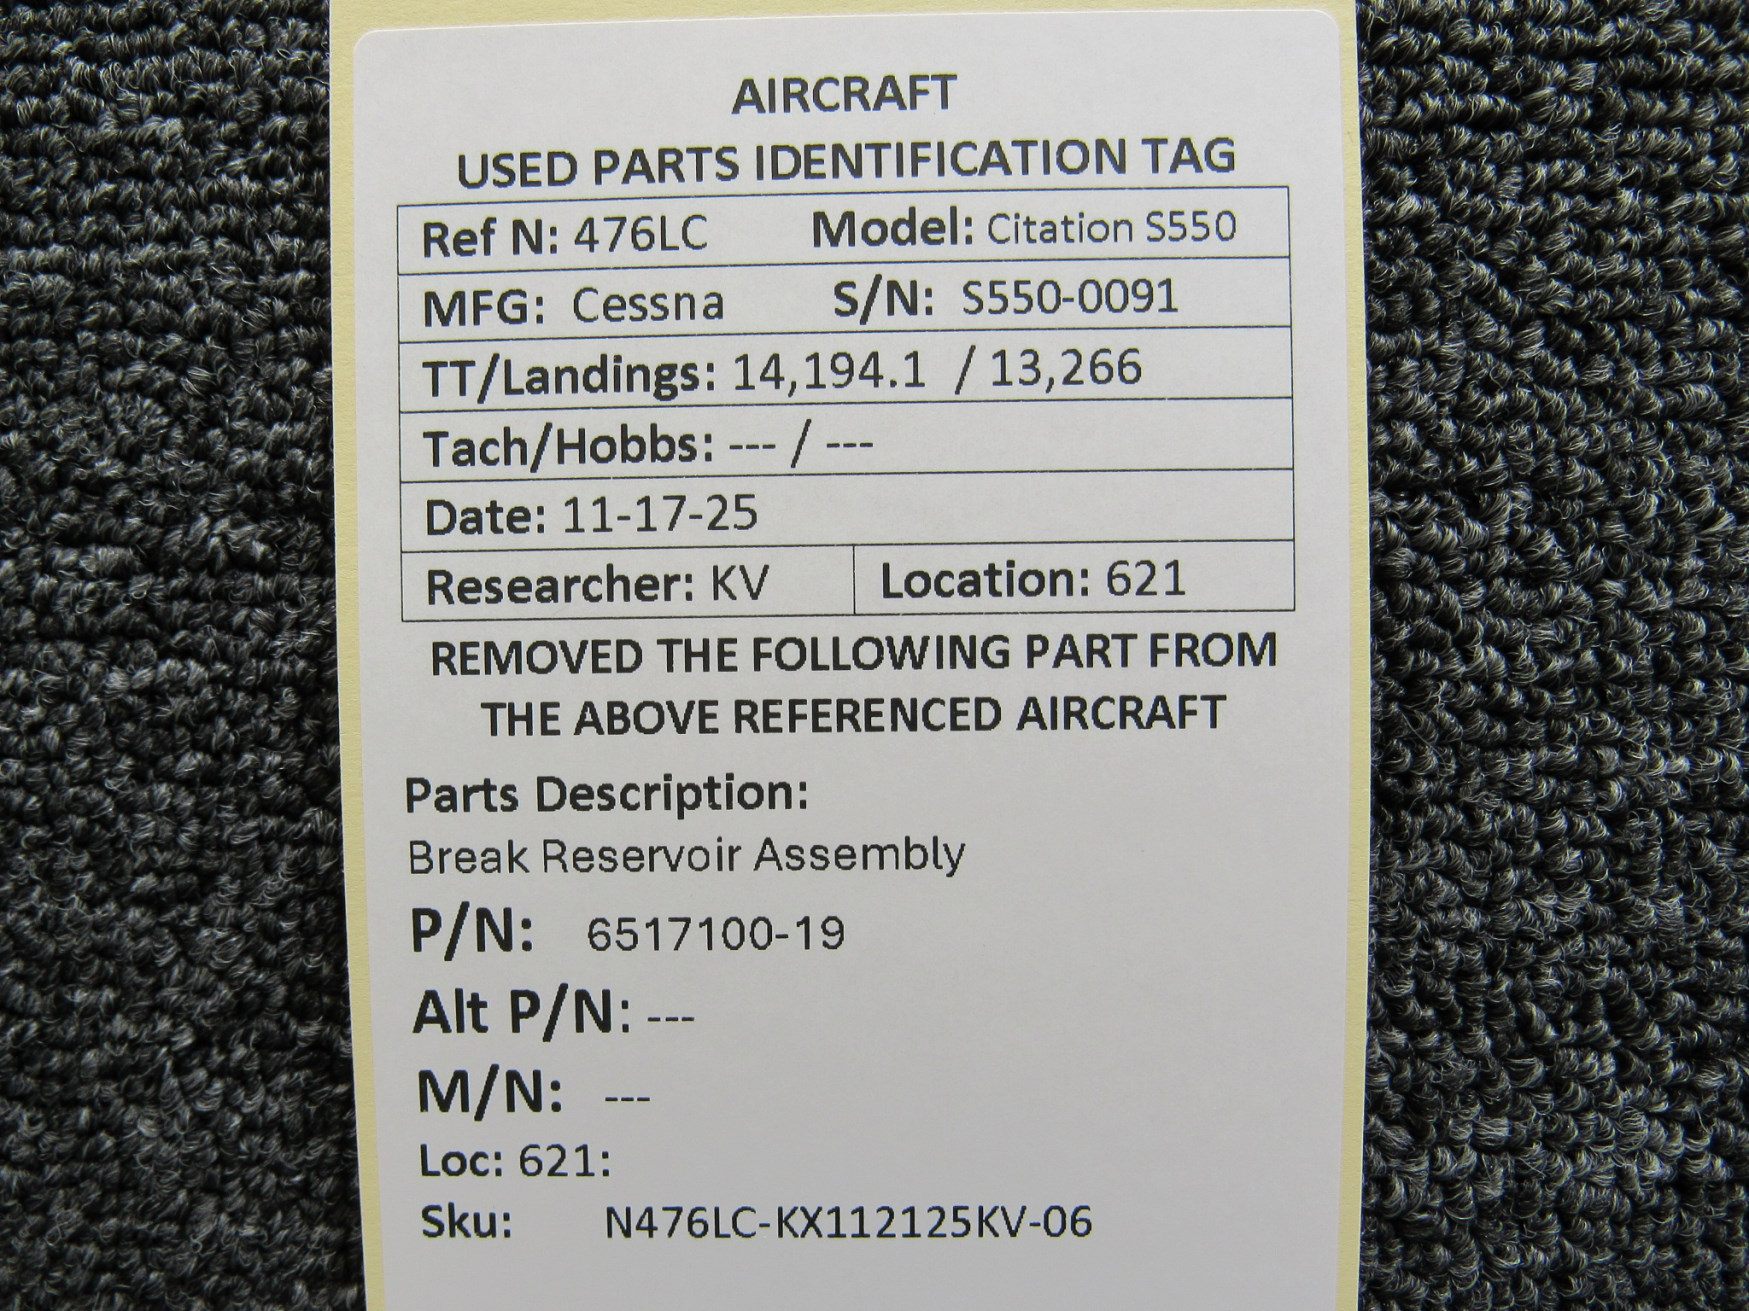 AIRCRAFT
USED PARTS IDENTIFICATION TAG
Ref N: 476LC Model: Citation S550
MFG: Cessna S/N: S550-0091
TT/Landings: 14,194.1 / 13,266
Tach/Hobbs: --- / ---
Date: 11-17-25
Researcher: KV Location: 621
REMOVED THE FOLLOWING PART FROM
THE ABOVE REFERENCED AIRCRAFT
Parts Description:
Break Reservoir Assembly
P/N: 6517100-19
Alt P/N: ---
M/N: ---
Loc: 621:
Sku: N476LC-KX112125KV-06